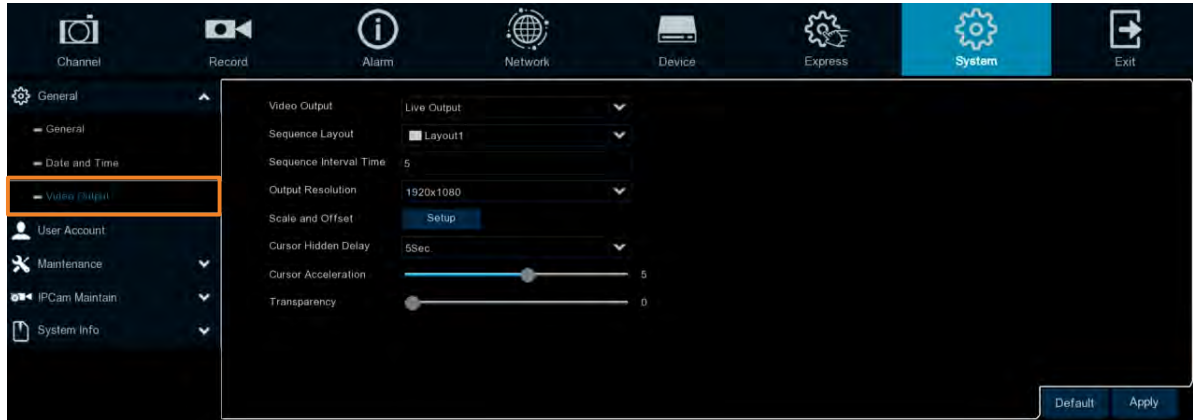 Channel Record Alarm Network Device Express System Exit
General
General
Date and Time
Video Output
User Account
Maintenance
IPCam Maintain
System Info
Video Output Live Output
Sequence Layout Layout1
Sequence Interval Time 5
Output Resolution 1920x1080
Scale and Offset Setup
Cursor Hidden Delay 5Sec.
Cursor Acceleration 5
Transparency 0
Default Apply